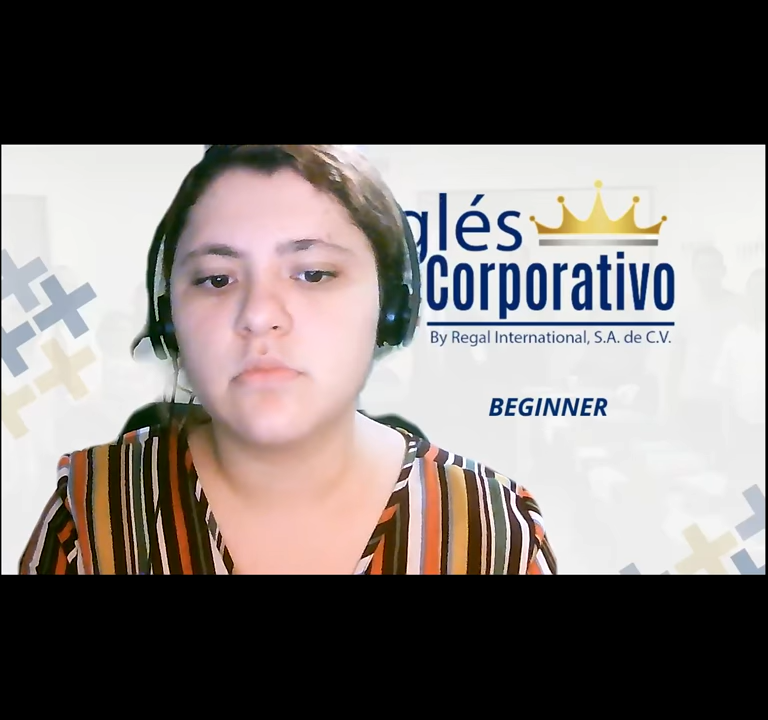 glés
Corporativo
By Regal International, S.A. de C.V.
BEGINNER